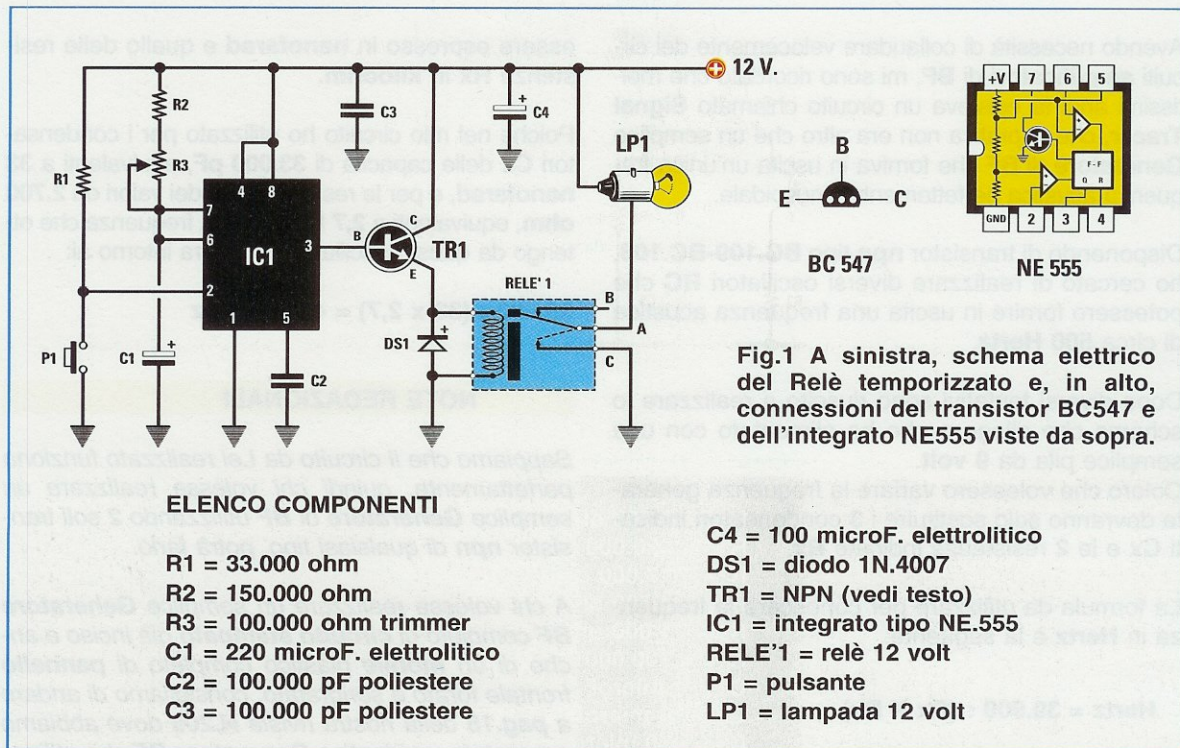 12 V.
R2
R1
R3
C3
C4
LP1
4
8
6
2
3
IC1
1
5
P1
C1
C2
B
C
E
TR1
DS1
RELE' 1
B
A
C
B
E
C
BC 547
+V
7
6
5
F-F
R
S
Q
GND
2
3
4
NE 555
Fig.1 A sinistra, schema elettrico
del Relè temporizzato e, in alto,
connessioni del transistor BC547 e
dell'integrato NE555 viste da sopra.
ELENCO COMPONENTI
R1 = 33.000 ohm
R2 = 150.000 ohm
R3 = 100.000 ohm trimmer
C1 = 220 microF. elettrolitico
C2 = 100.000 pF poliestere
C3 = 100.000 pF poliestere
C4 = 100 microF. elettrolitico
DS1 = diodo 1N.4007
TR1 = NPN (vedi testo)
IC1 = integrato tipo NE.555
RELE'1 = relè 12 volt
P1 = pulsante
LP1 = lampada 12 volt